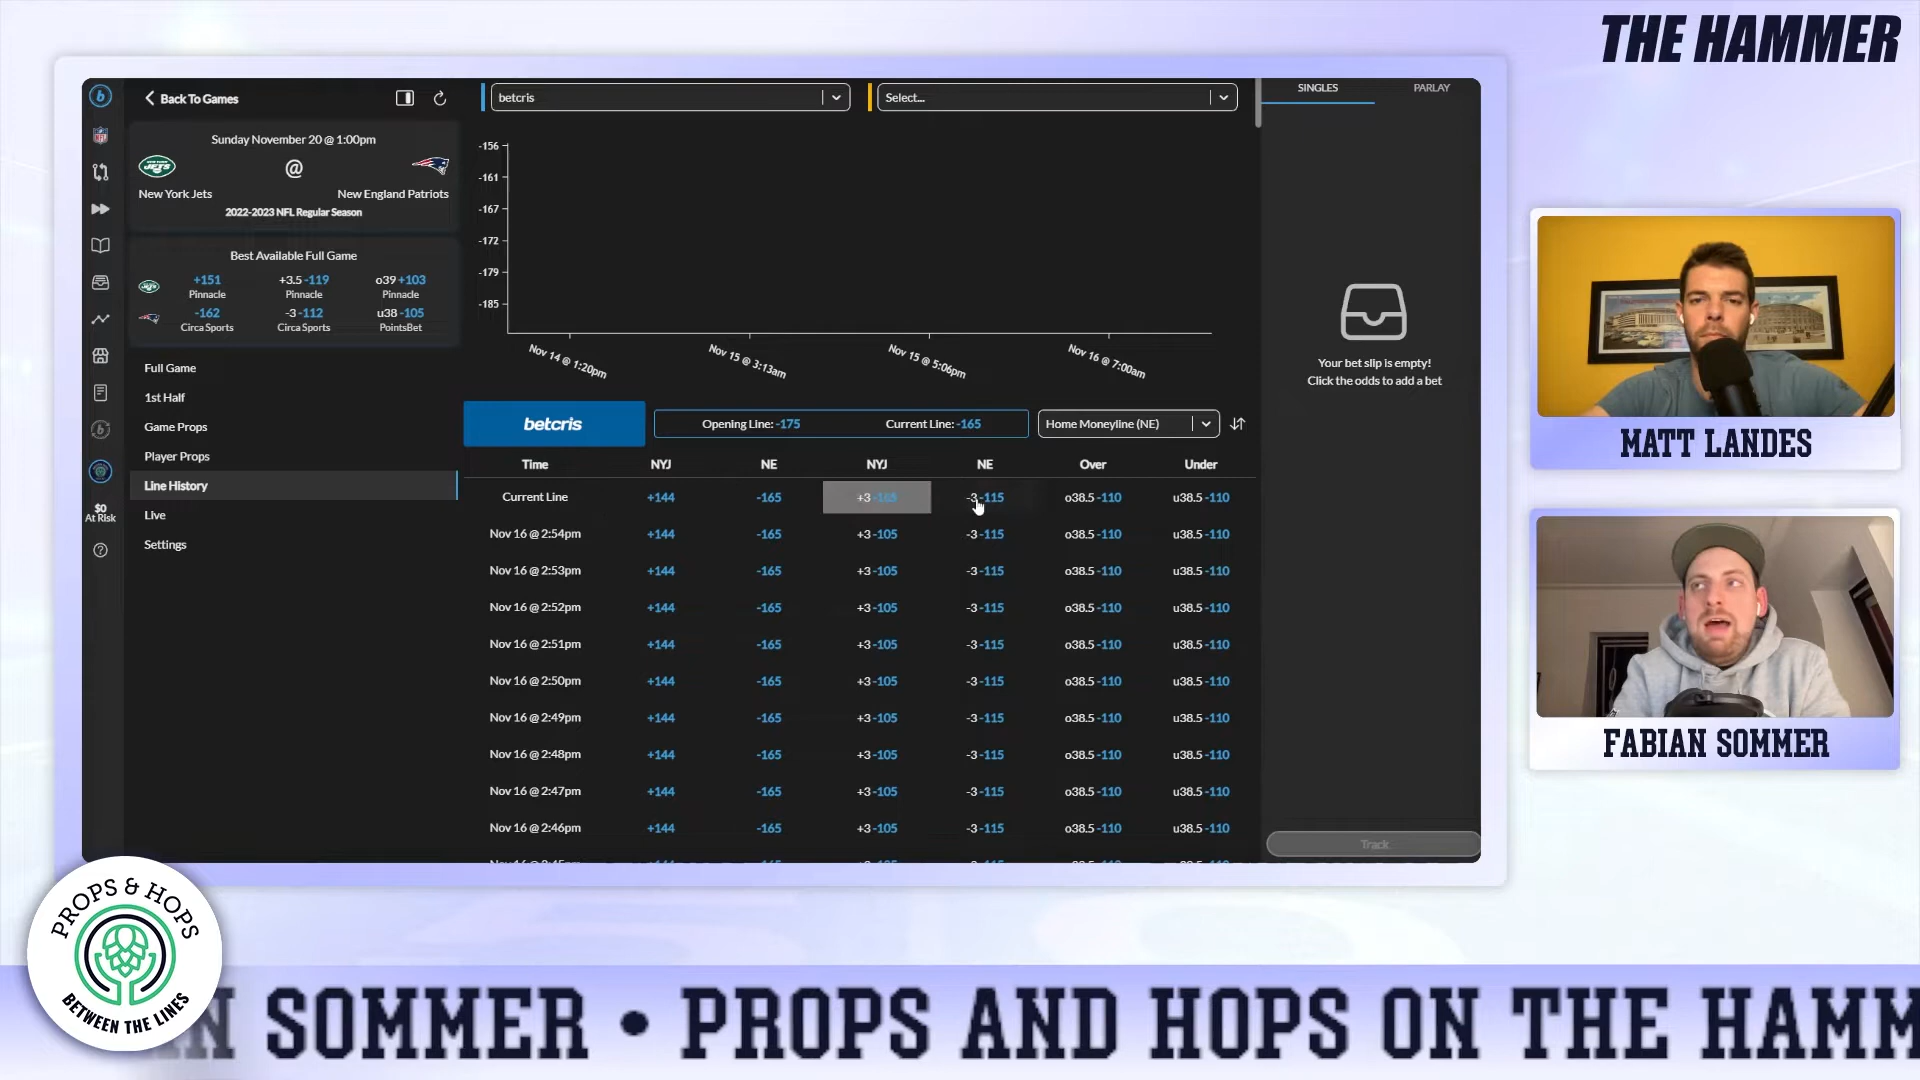 THE HAMMER
Back To Games
Sunday November 20 @ 1:00pm
JETS
@
New York Jets
New England Patriots
2022-2023 NFL Regular Season
Best Available Full Game
+151
+3.5 -119
o39 +103
Pinnacle
Pinnacle
Pinnacle
-162
-3 -112
u38 -105
Circa Sports
Circa Sports
PointsBet
Full Game
1st Half
Game Props
Player Props
Line History
Live
Settings
$0
At Risk
betcris
Select...
-156
-161
-167
-172
-179
-185
Nov 14 @ 1:20pm
Nov 15 @ 3:13am
Nov 15 @ 5:06pm
Nov 16 @ 7:00am
betcris
Opening Line: -175 Current Line: -165
Home Moneyline (NE)
Time NYJ NE NYJ NE Over Under
Current Line +144 -165 +3 -3 -115 o38.5 -110 u38.5 -110
Nov 16 @ 2:54pm +144 -165 +3 -105 -3 -115 o38.5 -110 u38.5 -110
Nov 16 @ 2:53pm +144 -165 +3 -105 -3 -115 o38.5 -110 u38.5 -110
Nov 16 @ 2:52pm +144 -165 +3 -105 -3 -115 o38.5 -110 u38.5 -110
Nov 16 @ 2:51pm +144 -165 +3 -105 -3 -115 o38.5 -110 u38.5 -110
Nov 16 @ 2:50pm +144 -165 +3 -105 -3 -115 o38.5 -110 u38.5 -110
Nov 16 @ 2:49pm +144 -165 +3 -105 -3 -115 o38.5 -110 u38.5 -110
Nov 16 @ 2:48pm +144 -165 +3 -105 -3 -115 o38.5 -110 u38.5 -110
Nov 16 @ 2:47pm +144 -165 +3 -105 -3 -115 o38.5 -110 u38.5 -110
Nov 16 @ 2:46pm +144 -165 +3 -105 -3 -115 o38.5 -110 u38.5 -110
SINGLES
PARLAY
Your bet slip is empty!
Click the odds to add a bet
Track
MATT LANDES
FABIAN SOMMER
PROPS & HOPS
BETWEEN THE LINES
N SOMMER • PROPS AND HOPS ON THE HAMM